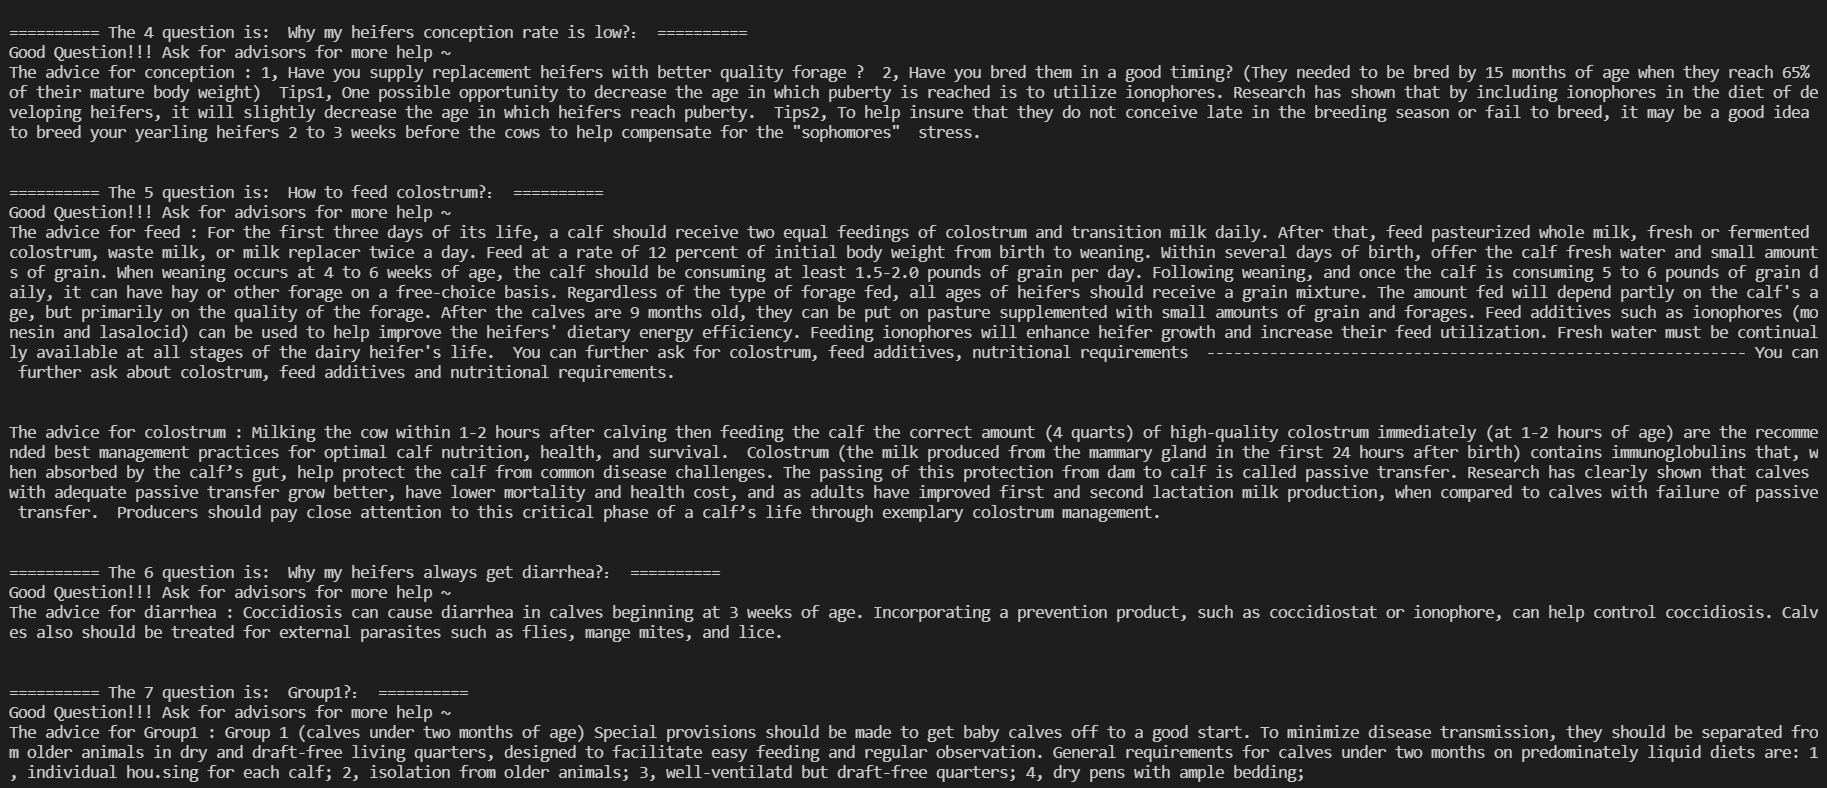 ========== The 4 question is:  Why my heifers conception rate is low?：  ==========
Good Question!!! Ask for advisors for more help ~
The advice for conception : 1, Have you supply replacement heifers with better quality forage ?  2, Have you bred them in a good timing? (They needed to be bred by 15 months of age when they reach 65%
of their mature body weight)  Tips1, One possible opportunity to decrease the age in which puberty is reached is to utilize ionophores. Research has shown that by including ionophores in the diet of de
veloping heifers, it will slightly decrease the age in which heifers reach puberty.  Tips2, To help insure that they do not conceive late in the breeding season or fail to breed, it may be a good idea
to breed your yearling heifers 2 to 3 weeks before the cows to help compensate for the "sophomores"  stress.
========== The 5 question is:  How to feed colostrum?：  ==========
Good Question!!! Ask for advisors for more help ~
The advice for feed : For the first three days of its life, a calf should receive two equal feedings of colostrum and transition milk daily. After that, feed pasteurized whole milk, fresh or fermented
colostrum, waste milk, or milk replacer twice a day. Feed at a rate of 12 percent of initial body weight from birth to weaning. Within several days of birth, offer the calf fresh water and small amount
s of grain. When weaning occurs at 4 to 6 weeks of age, the calf should be consuming at least 1.5-2.0 pounds of grain per day. Following weaning, and once the calf is consuming 5 to 6 pounds of grain d
aily, it can have hay or other forage on a free-choice basis. Regardless of the type of forage fed, all ages of heifers should receive a grain mixture. The amount fed will depend partly on the calf's a
ge, but primarily on the quality of the forage. After the calves are 9 months old, they can be put on pasture supplemented with small amounts of grain and forages. Feed additives such as ionophores (mo
nesin and lasalocid) can be used to help improve the heifers' dietary energy efficiency. Feeding ionophores will enhance heifer growth and increase their feed utilization. Fresh water must be continual
ly available at all stages of the dairy heifer's life.  You can further ask for colostrum, feed additives, nutritional requirements  ------------------------------------------------------------ You can
further ask about colostrum, feed additives and nutritional requirements.
The advice for colostrum : Milking the cow within 1-2 hours after calving then feeding the calf the correct amount (4 quarts) of high-quality colostrum immediately (at 1-2 hours of age) are the recomme
nded best management practices for optimal calf nutrition, health, and survival.  Colostrum (the milk produced from the mammary gland in the first 24 hours after birth) contains immunoglobulins that, w
hen absorbed by the calf’s gut, help protect the calf from common disease challenges. The passing of this protection from dam to calf is called passive transfer. Research has clearly shown that calves
with adequate passive transfer grow better, have lower mortality and health cost, and as adults have improved first and second lactation milk production, when compared to calves with failure of passive
transfer.  Producers should pay close attention to this critical phase of a calf’s life through exemplary colostrum management.
========== The 6 question is:  Why my heifers always get diarrhea?：  ==========
Good Question!!! Ask for advisors for more help ~
The advice for diarrhea : Coccidiosis can cause diarrhea in calves beginning at 3 weeks of age. Incorporating a prevention product, such as coccidiostat or ionophore, can help control coccidiosis. Calv
es also should be treated for external parasites such as flies, mange mites, and lice.
========== The 7 question is:  Group1?：  ==========
Good Question!!! Ask for advisors for more help ~
The advice for Group1 : Group 1 (calves under two months of age) Special provisions should be made to get baby calves off to a good start. To minimize disease transmission, they should be separated fro
m older animals in dry and draft-free living quarters, designed to facilitate easy feeding and regular observation. General requirements for calves under two months on predominately liquid diets are: 1
, individual hou.sing for each calf; 2, isolation from older animals; 3, well-ventilatd but draft-free quarters; 4, dry pens with ample bedding;